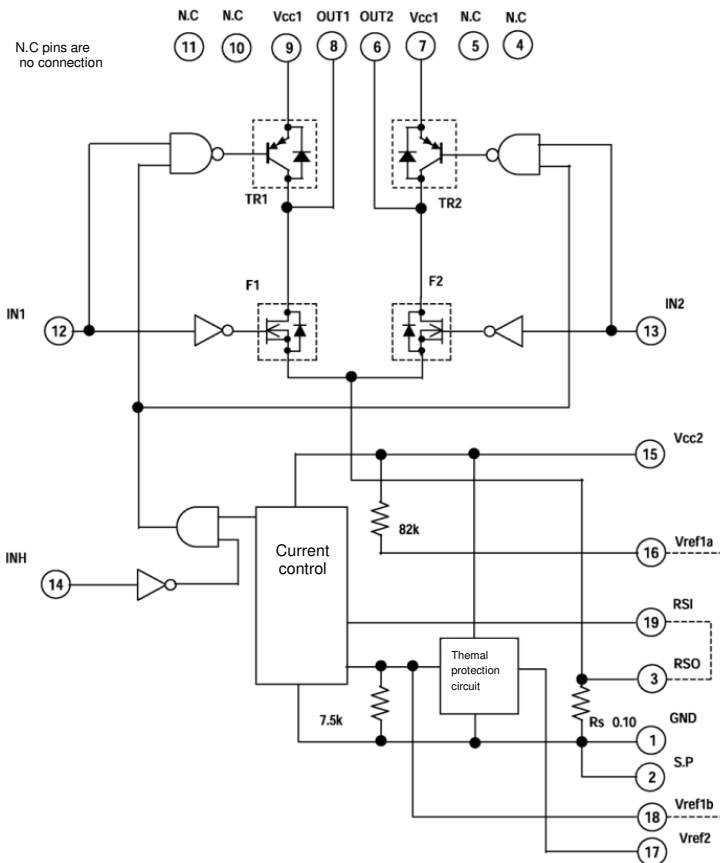 N.C N.C Vcc1 OUT1 OUT2 Vcc1 N.C N.C
11 10 9 8 6 7 5 4
N.C pins are
no connection
TR1 TR2
F1 F2
IN1 IN2
12 13
Vcc2
15
82k
Vref1a
16
Current
control
INH
14
RSI
19
Themal
protection
circuit
RSO
3
7.5k
Rs 0.10
GND
1
S.P
2
Vref1b
18
Vref2
17